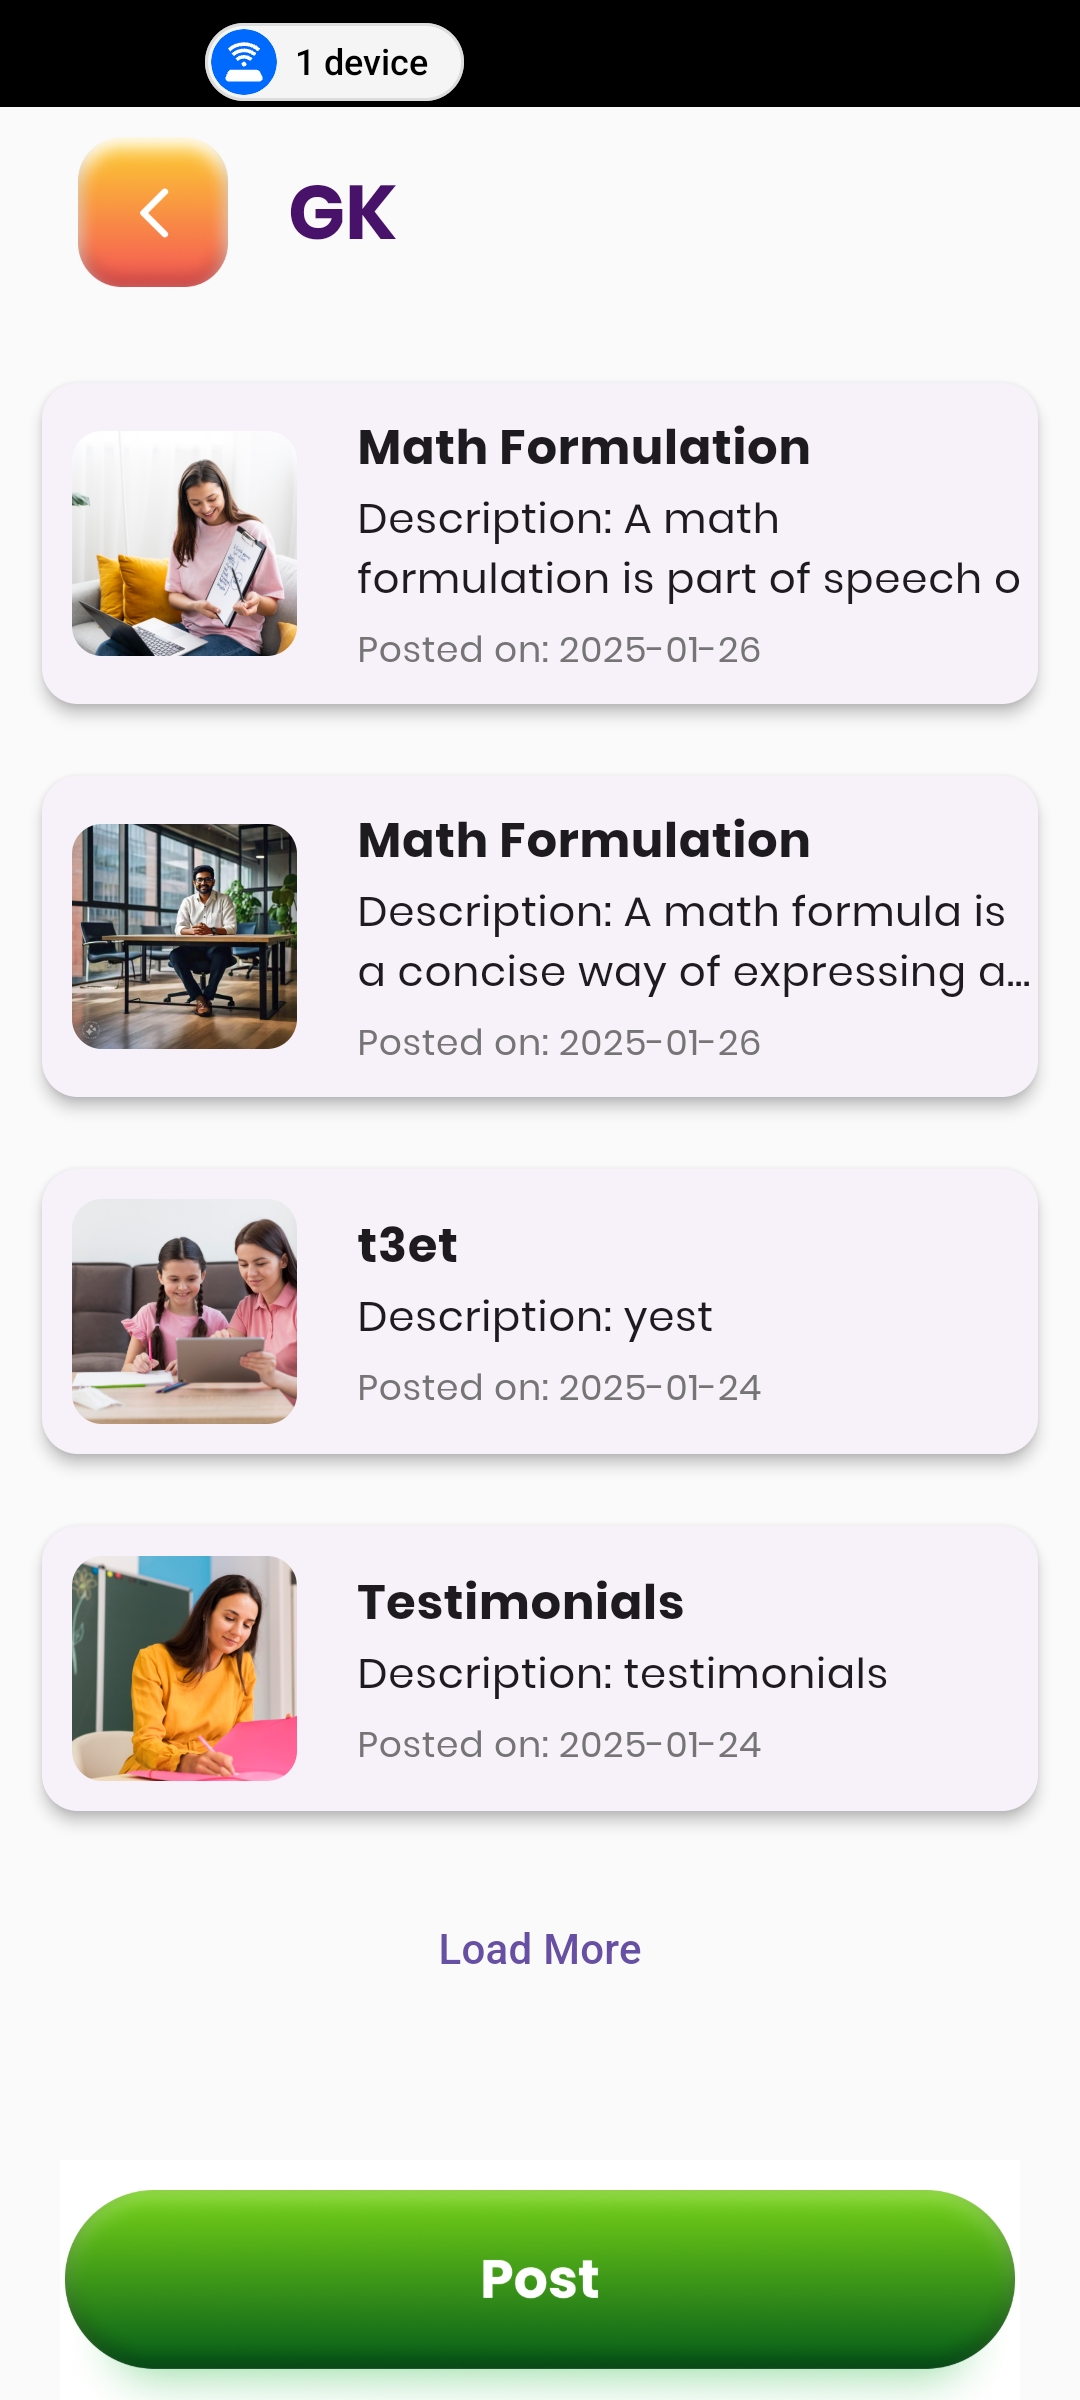 1 device
GK
Math Formulation
Description: A math
formulation is part of speech o
Posted on: 2025-01-26
Math Formulation
Description: A math formula is
a concise way of expressing a...
Posted on: 2025-01-26
t3et
Description: yest
Posted on: 2025-01-24
Testimonials
Description: testimonials
Posted on: 2025-01-24
Load More
Post